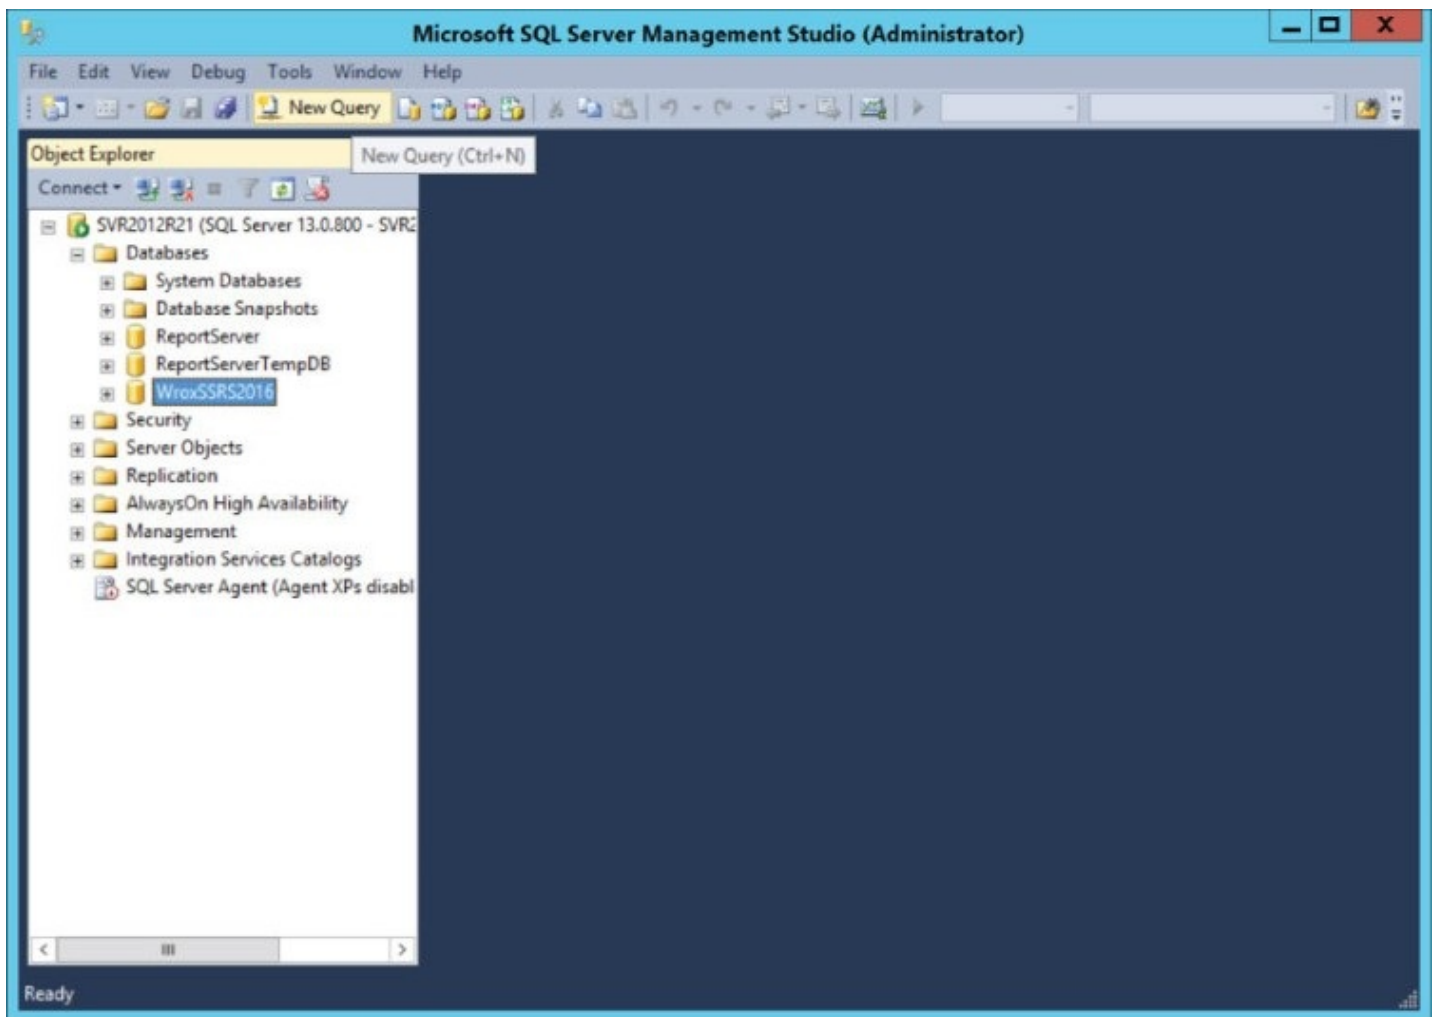 Microsoft SQL Server Management Studio (Administrator)
File Edit View Debug Tools Window Help
New Query
Object Explorer
New Query (Ctrl+N)
Connect
SVR2012R21 (SQL Server 13.0.800 - SVR2
Databases
System Databases
Database Snapshots
ReportServer
ReportServerTempDB
WroxSSRS2016
Security
Server Objects
Replication
AlwaysOn High Availability
Management
Integration Services Catalogs
SQL Server Agent (Agent XPs disabl
Ready